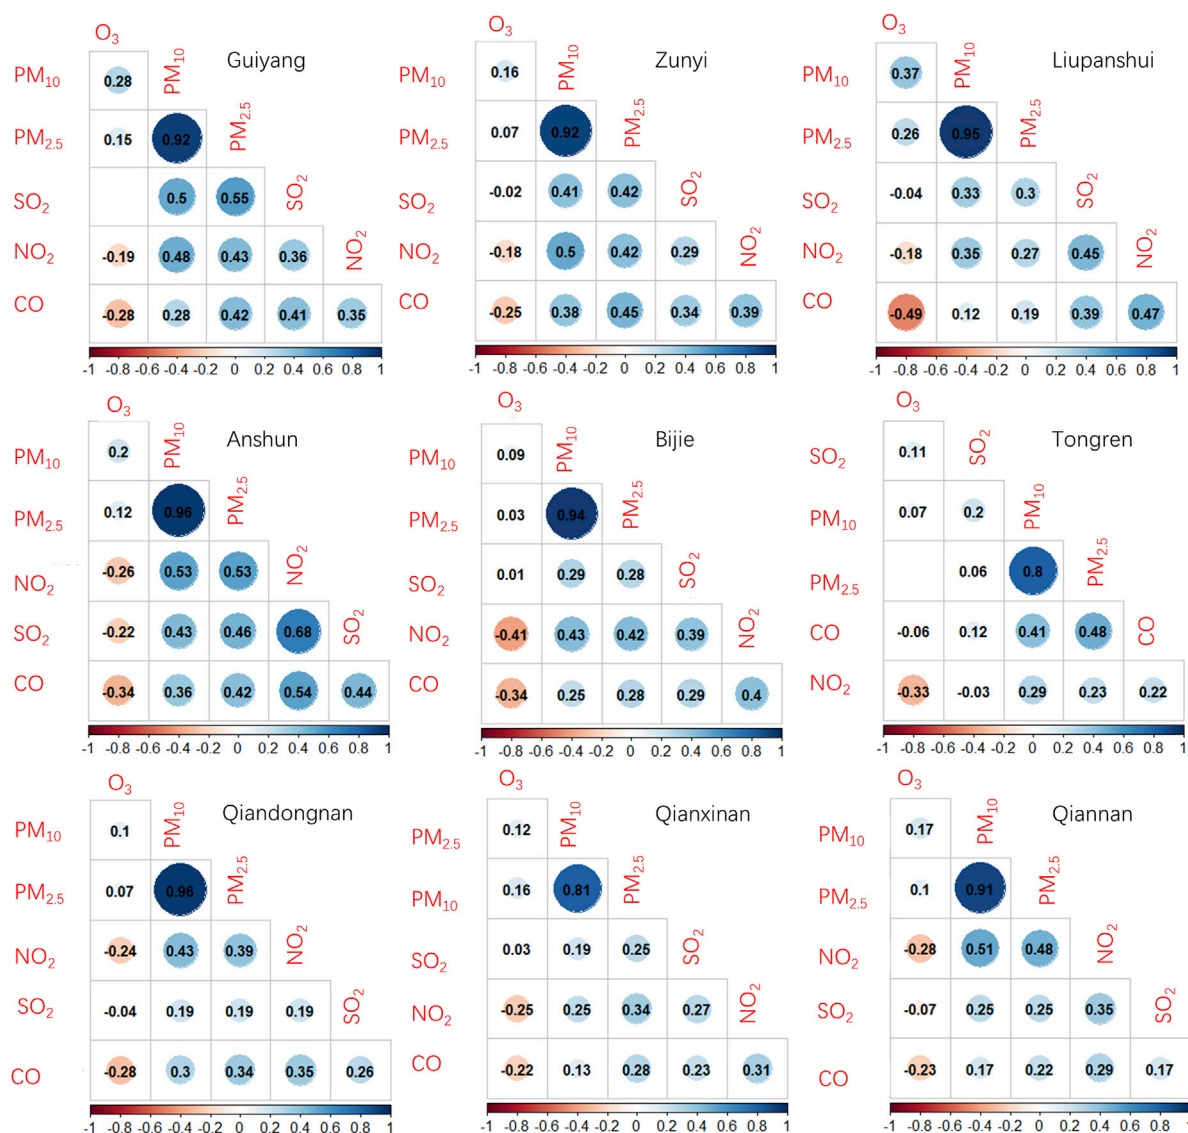 O3 Guiyang
PM10 0.28 PM10
PM2.5 0.15 0.92 PM2.5
SO2 0.5 0.55 SO2
NO2 -0.19 0.48 0.43 0.36 NO2
CO -0.28 0.28 0.42 0.41 0.35
-1 -0.8 -0.6 -0.4 -0.2 0 0.2 0.4 0.6 0.8 1
O3 Zunyi
PM10 0.16 PM10
PM2.5 0.07 0.92 PM2.5
SO2 -0.02 0.41 0.42 SO2
NO2 -0.18 0.5 0.42 0.29 NO2
CO -0.25 0.38 0.45 0.34 0.39
-1 -0.8 -0.6 -0.4 -0.2 0 0.2 0.4 0.6 0.8 1
O3 Liupanshui
PM10 0.37 PM10
PM2.5 0.26 0.95 PM2.5
SO2 -0.04 0.33 0.3 SO2
NO2 -0.18 0.35 0.27 0.45 NO2
CO -0.49 0.12 0.19 0.39 0.47
-1 -0.8 -0.6 -0.4 -0.2 0 0.2 0.4 0.6 0.8 1
O3 Anshun
PM10 0.2 PM10
PM2.5 0.12 0.96 PM2.5
NO2 -0.26 0.53 0.53 NO2
SO2 -0.22 0.43 0.46 0.68 SO2
CO -0.34 0.36 0.42 0.54 0.44
-1 -0.8 -0.6 -0.4 -0.2 0 0.2 0.4 0.6 0.8 1
O3 Bijie
PM10 0.09 PM10
PM2.5 0.03 0.94 PM2.5
SO2 0.01 0.29 0.28 SO2
NO2 -0.41 0.43 0.42 0.39 NO2
CO -0.34 0.25 0.28 0.29 0.4
-1 -0.8 -0.6 -0.4 -0.2 0 0.2 0.4 0.6 0.8 1
O3 Tongren
SO2 0.11 SO2
PM10 0.07 0.2 PM10
PM2.5 0.06 0.8 PM2.5
CO -0.06 0.12 0.41 0.48 CO
NO2 -0.33 -0.03 0.29 0.23 0.22
-1 -0.8 -0.6 -0.4 -0.2 0 0.2 0.4 0.6 0.8 1
O3 Qiandongnan
PM10 0.1 PM10
PM2.5 0.07 0.96 PM2.5
NO2 -0.24 0.43 0.39 NO2
SO2 -0.04 0.19 0.19 0.19 SO2
CO -0.28 0.3 0.34 0.35 0.26
-1 -0.8 -0.6 -0.4 -0.2 0 0.2 0.4 0.6 0.8 1
O3 Qianxinan
PM2.5 0.12 PM10
PM10 0.16 0.81 PM2.5
SO2 0.03 0.19 0.25 SO2
NO2 -0.25 0.25 0.34 0.27 NO2
CO -0.22 0.13 0.28 0.23 0.31
-1 -0.8 -0.6 -0.4 -0.2 0 0.2 0.4 0.6 0.8 1
O3 Qiannan
PM10 0.17 PM10
PM2.5 0.1 0.91 PM2.5
NO2 -0.28 0.51 0.48 NO2
SO2 -0.07 0.25 0.25 0.35 SO2
CO -0.23 0.17 0.22 0.29 0.17
-1 -0.8 -0.6 -0.4 -0.2 0 0.2 0.4 0.6 0.8 1